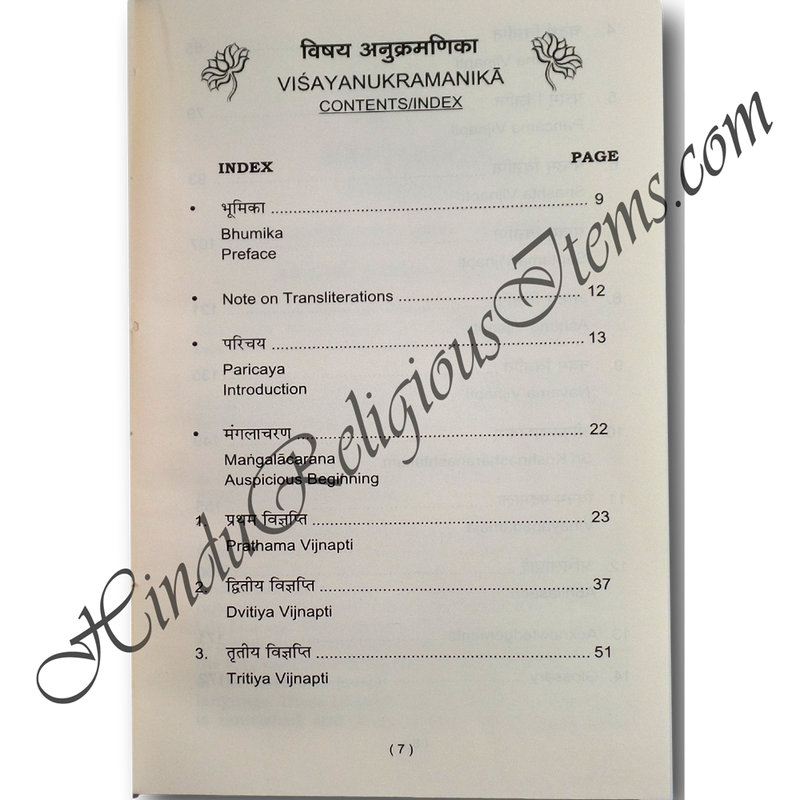 विषय अनुक्रमणिका
VIŚAYANUKRAMANIKĀ
CONTENTS/INDEX
INDEX PAGE
• भूमिका ........................................................ 9
Bhumika
Preface
• Note on Transliterations ................................ 12
• परिचय ........................................................ 13
Paricaya
Introduction
• मंगलाचरण ................................................... 22
Maṅgalācarana
Auspicious Beginning
1. प्रथम विज्ञप्ति ................................................ 23
Prathama Vijnapti
2. द्वितीय विज्ञप्ति .............................................. 37
Dvitiya Vijnapti
3. तृतीय विज्ञप्ति ............................................... 51
Tritiya Vijnapti
( 7 )
HinduReligiousItems.com